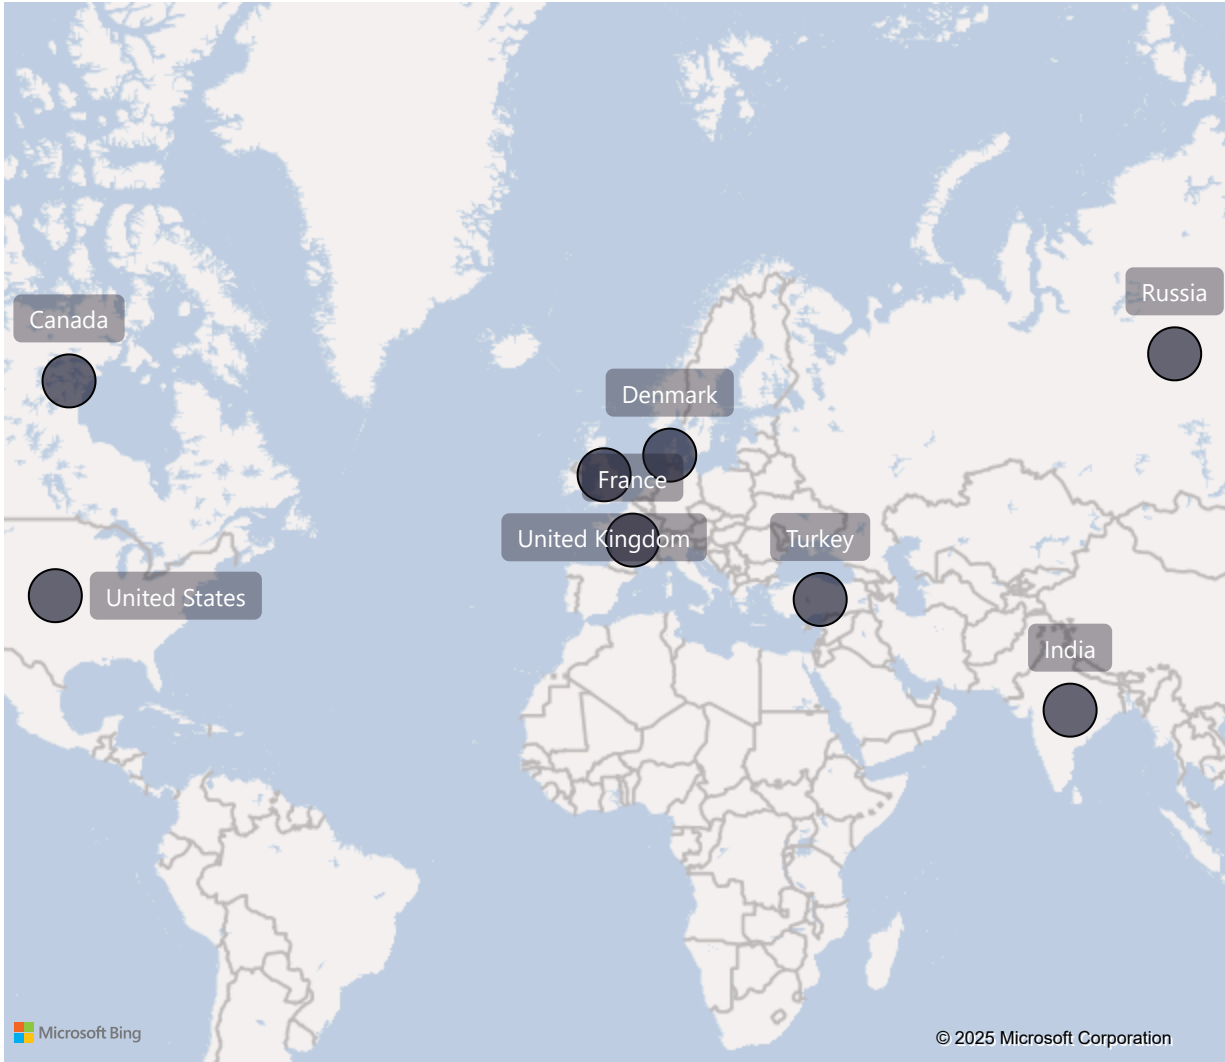 Russia
Canada
Denmark
France
United Kingdom
Turkey
United States
India
Microsoft Bing
© 2025 Microsoft Corporation